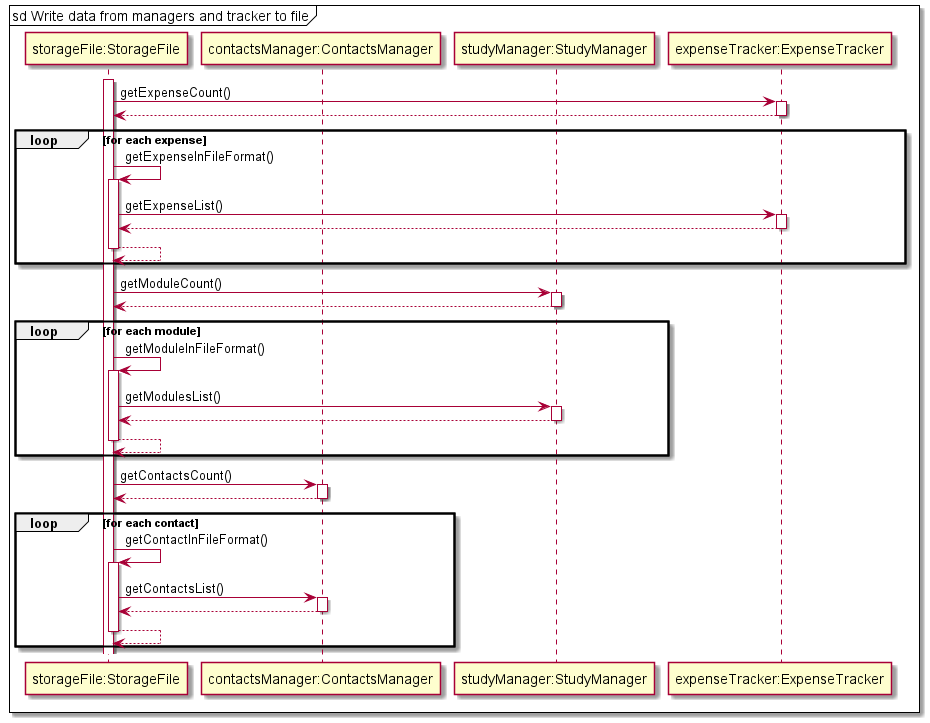 sd Write data from managers and tracker to file
storageFile:StorageFile contactsManager:ContactsManager studyManager:StudyManager expenseTracker:ExpenseTracker
getExpenseCount()
loop [for each expense]
getExpenseInFileFormat()
getExpenseList()
getModuleCount()
loop [for each module]
getModuleInFileFormat()
getModulesList()
getContactsCount()
loop [for each contact]
getContactInFileFormat()
getContactsList()
storageFile:StorageFile contactsManager:ContactsManager studyManager:StudyManager expenseTracker:ExpenseTracker